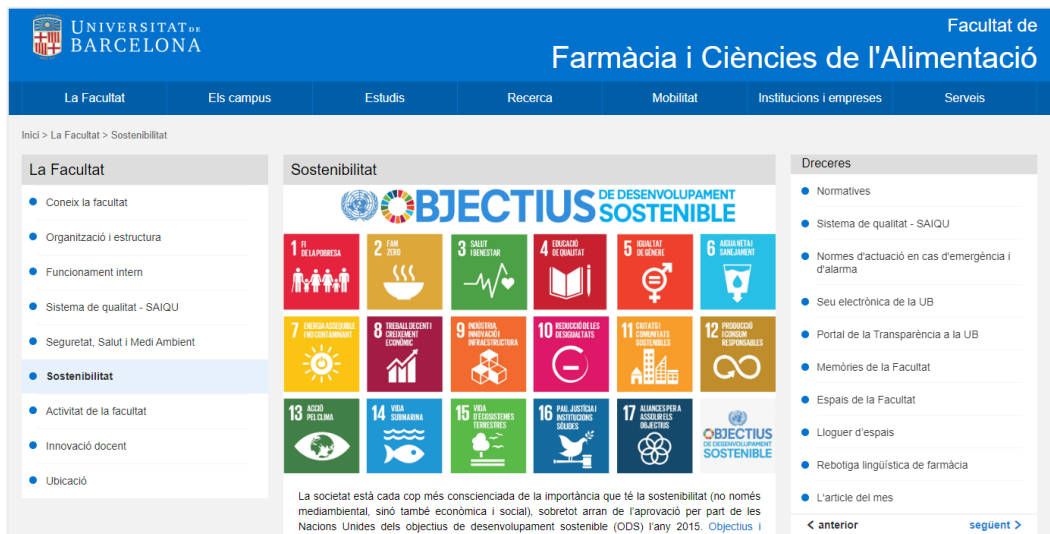 UNIVERSITAT DE
BARCELONA
Facultat de
Farmàcia i Ciències de l'Alimentació
La Facultat
Els campus
Estudis
Recerca
Mobilitat
Institucions i empreses
Serveis
Inici > La Facultat > Sostenibilitat
La Facultat
Coneix la facultat
Organització i estructura
Funcionament intern
Sistema de qualitat - SAIQU
Seguretat, Salut i Medi Ambient
Sostenibilitat
Activitat de la facultat
Innovació docent
Ubicació
Sostenibilitat
OBJECTIUS DE DESENVOLUPAMENT
SOSTENIBLE
1 FI
DE LA POBRESA
2 FAM
ZERO
3 SALUT
I BENESTAR
4 EDUCACIÓ
DE QUALITAT
5 IGUALTAT
DE GÈNERE
6 AIGUA NETA I
SANEJAMENT
7 ENERGIA ASSEQUIBLE
I NO CONTAMINANT
8 TREBALL DECENT I
CREIXEMENT
ECONÒMIC
9 INDÚSTRIA,
INNOVACIÓ I
INFRAESTRUCTURA
10 REDUCCIÓ DE LES
DESIGUALTATS
11 CIUTATS I
COMUNITATS
SOSTENIBLES
12 PRODUCCIÓ
I CONSUM
RESPONSABLES
13 ACCIÓ
PEL CLIMA
14 VIDA
SUBMARINA
15 VIDA
D'ECOSISTEMES
TERRESTRES
16 PAU, JUSTÍCIA I
INSTITUCIONS
SÒLIDES
17 ALIANCES PER A
ASSOLIR ELS
OBJECTIUS
OBJECTIUS
DE DESENVOLUPAMENT
SOSTENIBLE
La societat està cada cop més conscienciada de la importància que té la sostenibilitat (no només
mediambiental, sinó també econòmica i social), sobretot arran de l'aprovació per part de les
Nacions Unides dels objectius de desenvolupament sostenible (ODS) l'any 2015. Objectius i
Dreceres
Normatives
Sistema de qualitat - SAIQU
Normes d'actuació en cas d'emergència i
d'alarma
Seu electrònica de la UB
Portal de la Transparència a la UB
Memòries de la Facultat
Espais de la Facultat
Lloguer d'espais
Rebotiga lingüística de farmàcia
L'article del mes
< anterior
següent >